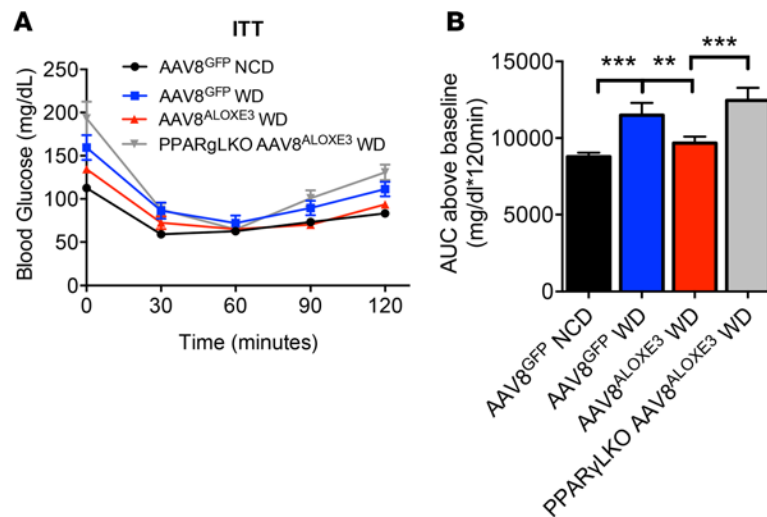 A
ITT
AAV8GFP NCD
AAV8GFP WD
AAV8ALOXE3 WD
PPARgLKO AAV8ALOXE3 WD
Blood Glucose (mg/dL)
250
200
150
100
50
0
0 30 60 90 120
Time (minutes)
B
*** ** ***
AUC above baseline
(mg/dl*120min)
15000
10000
5000
0
AAV8GFP NCD
AAV8GFP WD
AAV8ALOXE3 WD
PPARγLKO AAV8ALOXE3 WD